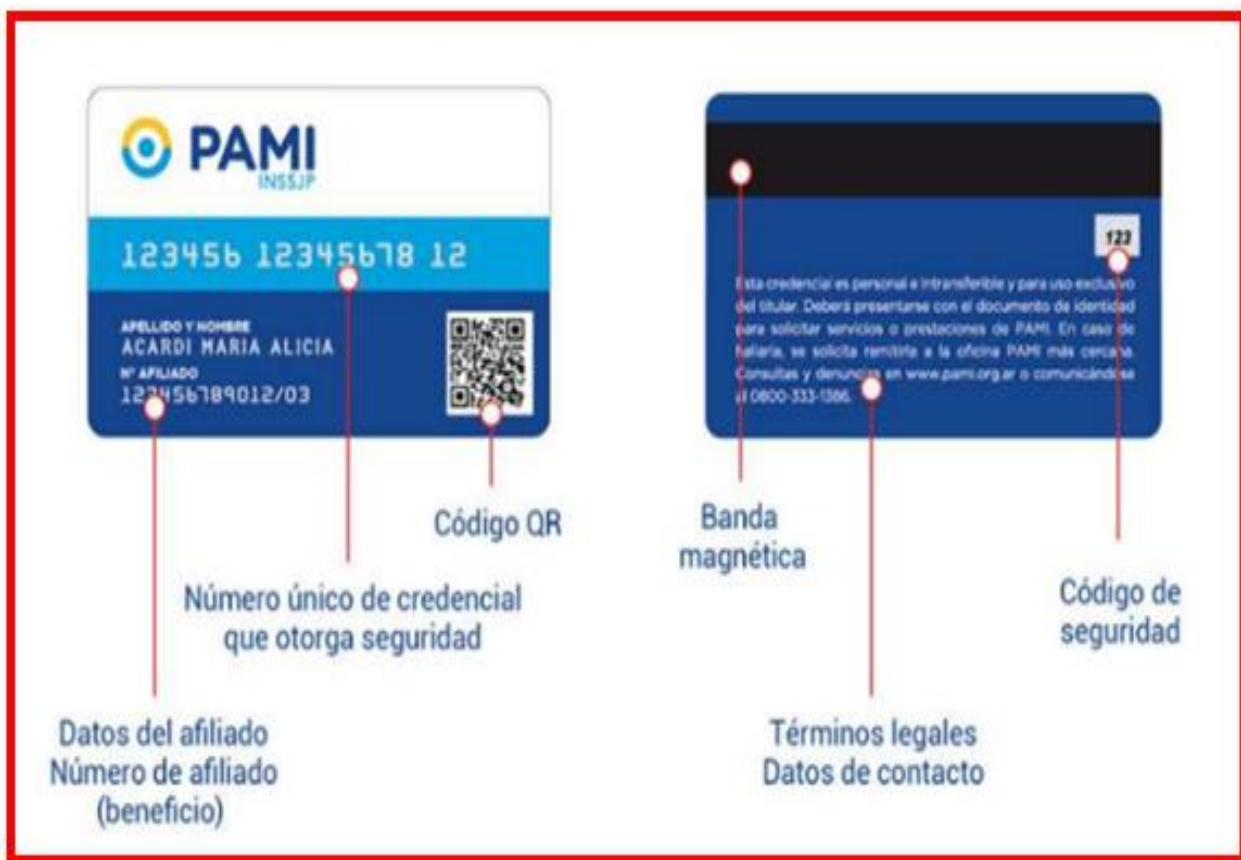 PAMI
INSSJP
123456 12345678 12
APELLIDO Y NOMBRE
ACARDI MARIA ALICIA
Nº AFILIADO
123456789012/03
Código QR
Número único de credencial
que otorga seguridad
Datos del afiliado
Número de afiliado
(beneficio)
123
Esta credencial es personal e intransferible y para uso exclusivo
del titular. Deberá presentarse con el documento de identidad
para solicitar servicios o prestaciones de PAMI. En caso de
hallarla, se solicita remitirla a la oficina PAMI más cercana.
Consultas y denuncias en www.pami.org.ar o comunicándose
al 0800-333-1386.
Banda
magnética
Código de
seguridad
Términos legales
Datos de contacto